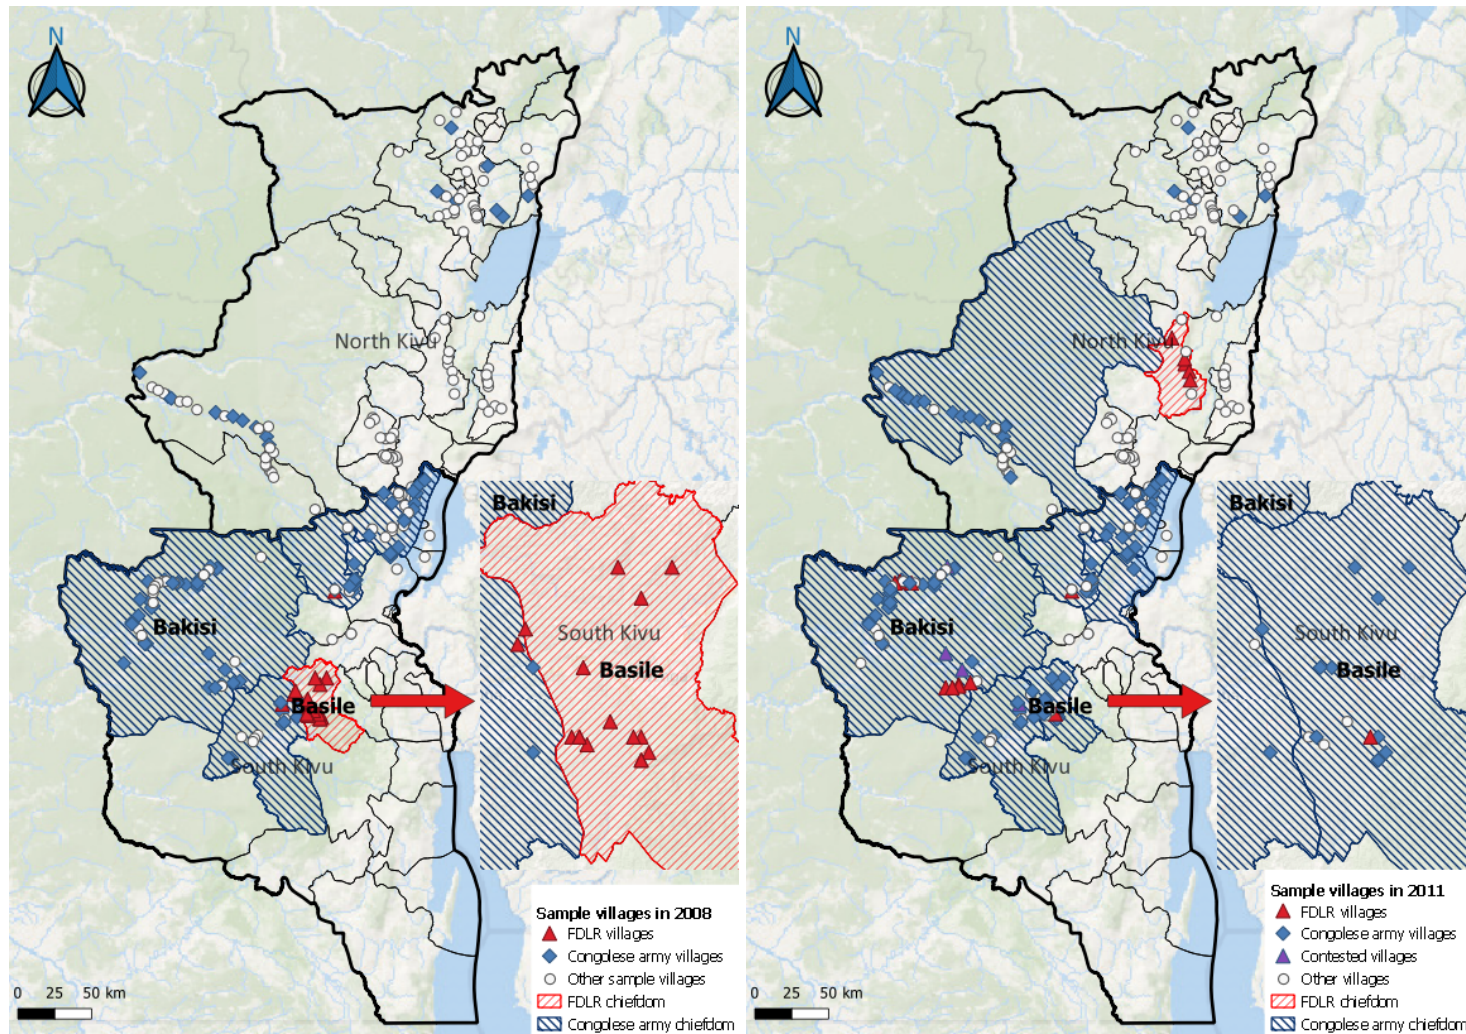 N
North Kivu
Bakisi
Bakisi
South Kivu
Basile
Basile
South Kivu
Sample villages in 2008
FDLR villages
Congolese army villages
Other sample villages
FDLR chiefdom
Congolese army chiefdom
0 25 50 km
N
North Kivu
Bakisi
Bakisi
South Kivu
Basile
Basile
South Kivu
Sample villages in 2011
FDLR villages
Congolese army villages
Contested villages
Other villages
FDLR chiefdom
Congolese army chiefdom
0 25 50 km